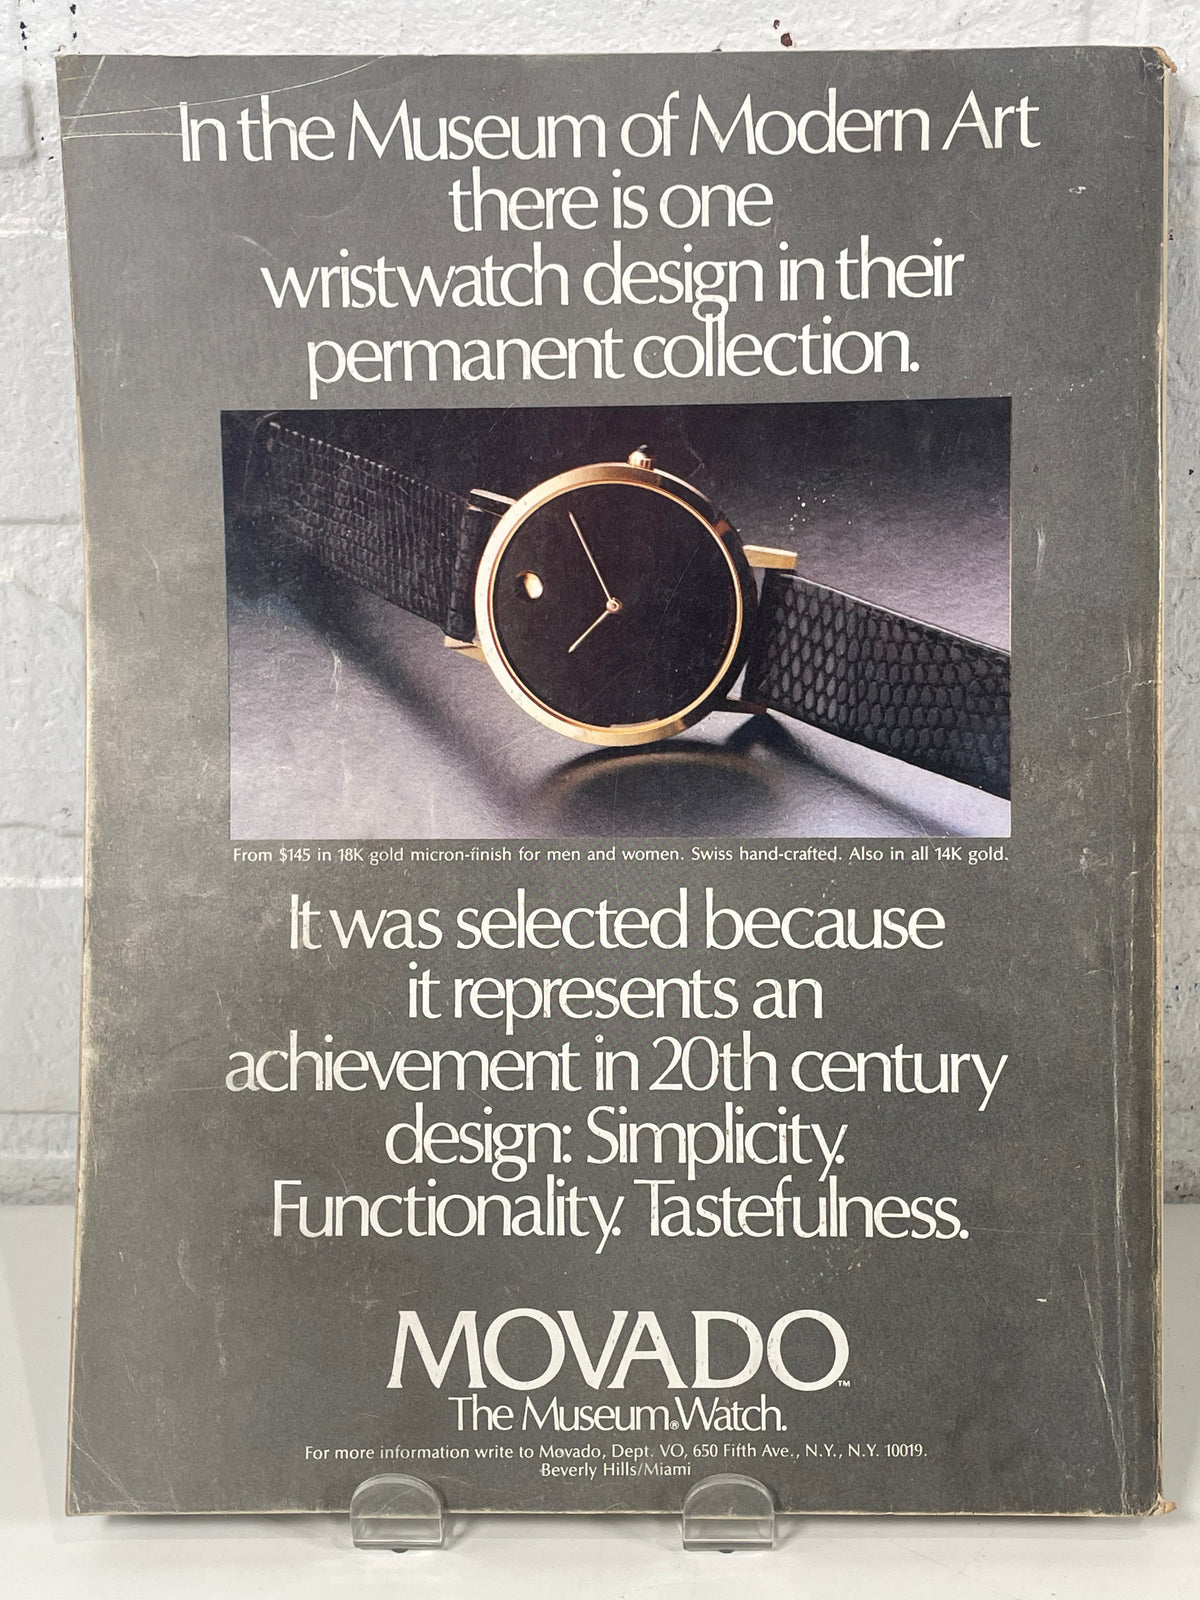 In the Museum of Modern Art
there is one
wristwatch design in their
permanent collection.
From $145 in 18K gold micron-finish for men and women. Swiss hand-crafted. Also in all 14K gold.
It was selected because
it represents an
achievement in 20th century
design: Simplicity.
Functionality. Tastefulness.
MOVADO™
The Museum® Watch.
For more information write to Movado, Dept. VO, 650 Fifth Ave., N.Y., N.Y. 10019.
Beverly Hills/Miami